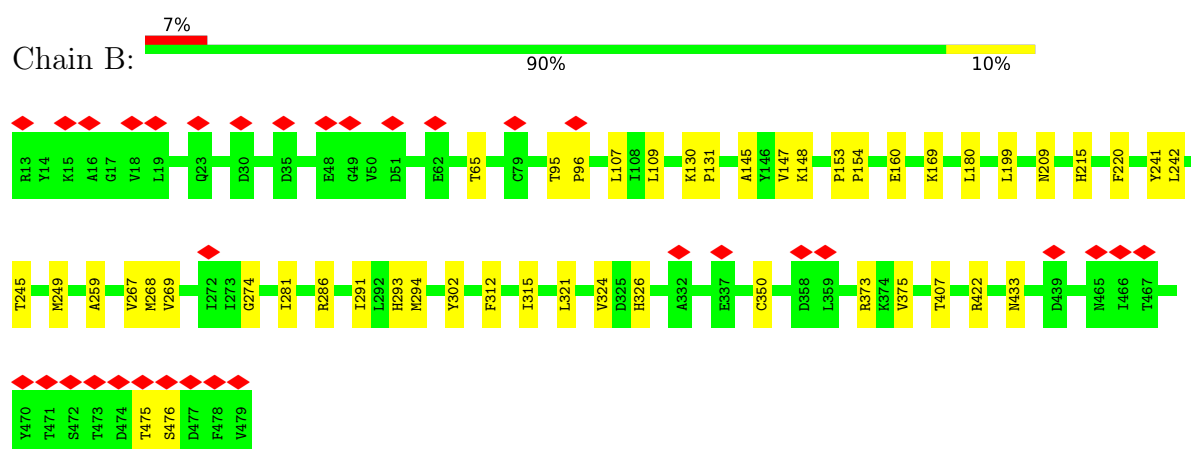 7%
Chain B:
90% 10%
R13 Y14 K15 A16 G17 V18 L19 Q23 D30 D35 E48 G49 V50 D51 E62 T65 C79 T95 P96 L107 I108 L109 K130 P131 A145 Y146 V147 K148 P153 P154 E160 K169 L180 L199 N209 H215 F220 Y241 L242
T245 M249 A259 V267 M268 V269 I272 I273 G274 I281 R286 I291 L292 H293 M294 Y302 F312 I315 L321 V324 D325 H326 A332 E337 C350 D358 L359 R373 K374 V375 T407 R422 N433 D439 N465 I466 T467
Y470 T471 S472 T473 D474 T475 S476 D477 F478 V479